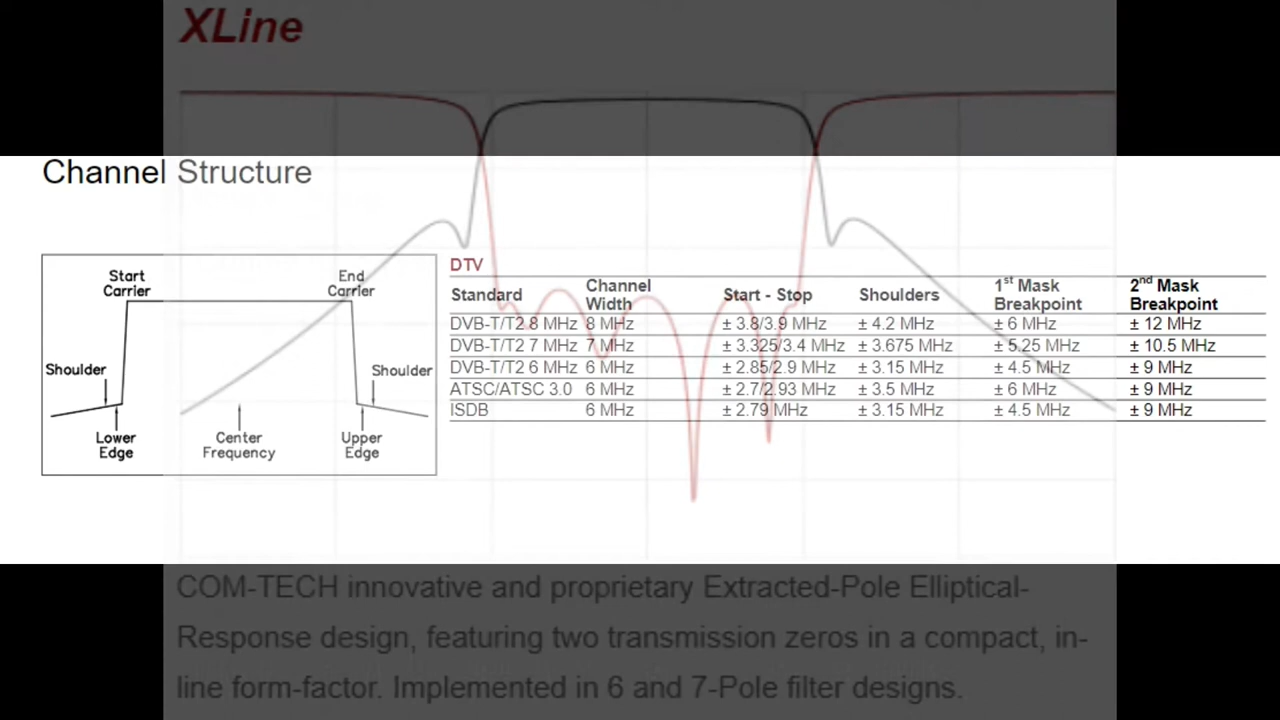 XLine
Channel Structure
Start
Carrier
End
Carrier
Shoulder
Shoulder
Lower
Edge
Center
Frequency
Upper
Edge
DTV
Standard Channel Width Start - Stop Shoulders 1st Mask Breakpoint 2nd Mask Breakpoint
DVB-T/T2 8 MHz 8 MHz ± 3.8/3.9 MHz ± 4.2 MHz ± 6 MHz ± 12 MHz
DVB-T/T2 7 MHz 7 MHz ± 3.325/3.4 MHz ± 3.675 MHz ± 5.25 MHz ± 10.5 MHz
DVB-T/T2 6 MHz 6 MHz ± 2.85/2.9 MHz ± 3.15 MHz ± 4.5 MHz ± 9 MHz
ATSC/ATSC 3.0 6 MHz ± 2.7/2.93 MHz ± 3.5 MHz ± 6 MHz ± 9 MHz
ISDB 6 MHz ± 2.79 MHz ± 3.15 MHz ± 4.5 MHz ± 9 MHz
COM-TECH innovative and proprietary Extracted-Pole Elliptical-
Response design, featuring two transmission zeros in a compact, in-
line form-factor. Implemented in 6 and 7-Pole filter designs.